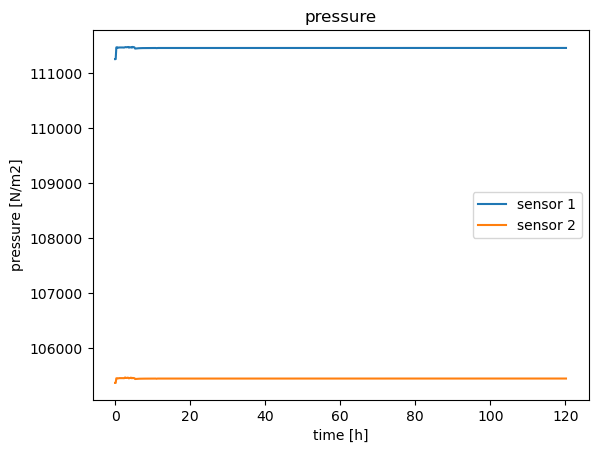 pressure
111000
110000
109000
108000
107000
106000
pressure [N/m2]
sensor 1
sensor 2
0 20 40 60 80 100 120
time [h]